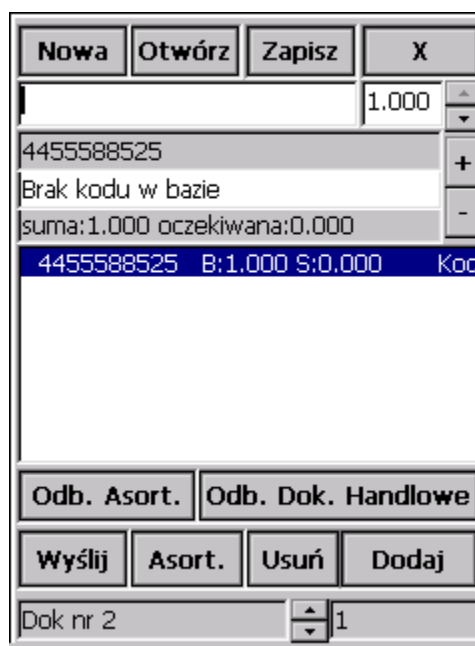 Nowa Otwórz Zapisz X
1.000
4455588525 +
Brak kodu w bazie
suma:1.000 oczekiwana:0.000 -
4455588525 B:1.000 S:0.000 Kod
Odb. Asort. Odb. Dok. Handlowe
Wyślij Asort. Usuń Dodaj
Dok nr 2 1